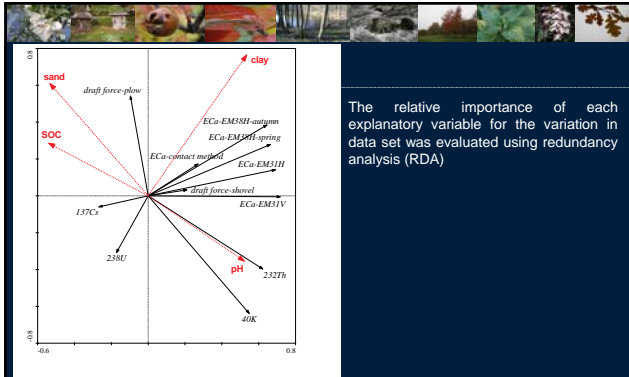 0.8
clay
sand
draft force-plow
ECa-EM38H-autumn
ECa-EM38H-spring
SOC
ECa-contact method
ECa-EM31H
draft force-shovel
ECa-EM31V
137Cs
238U
pH
232Th
40K
-0.8
-0.6
0.8
The relative importance of each
explanatory variable for the variation in
data set was evaluated using redundancy
analysis (RDA)